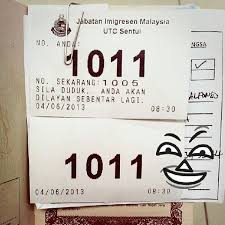 Jabatan Imigresen Malaysia
UTC Sentul
NO. ANDA:
1011
NO. SEKARANG:1005
SILA DUDUK, ANDA AKAN
DILAYAN SEBENTAR LAGI.
04/06/2013 08:30
1011
04/06/2013 08:30